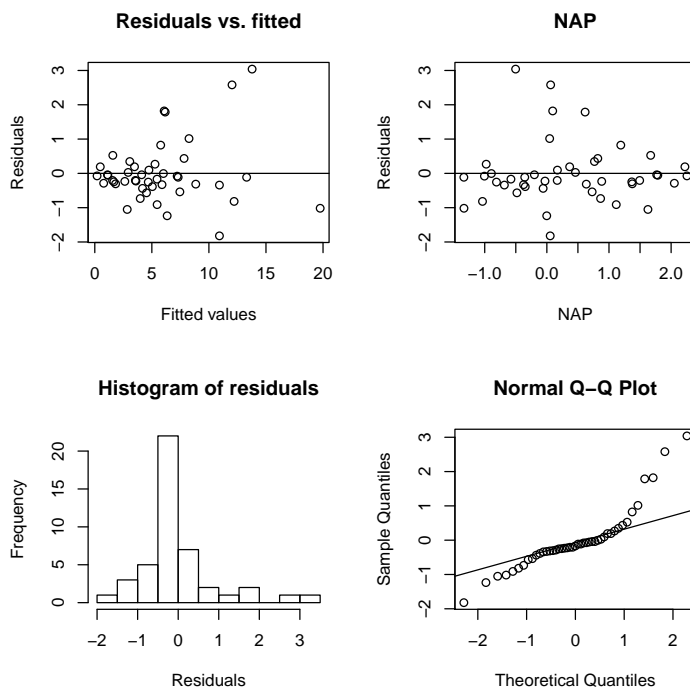 Residuals vs. fitted
Residuals
3
2
1
0
−1
−2
0 5 10 15 20
Fitted values
NAP
Residuals
3
2
1
0
−1
−2
−1.0 0.0 1.0 2.0
NAP
Histogram of residuals
Frequency
20
15
10
5
0
−2 −1 0 1 2 3
Residuals
Normal Q−Q Plot
Sample Quantiles
3
2
1
0
−1
−2
−2 −1 0 1 2
Theoretical Quantiles